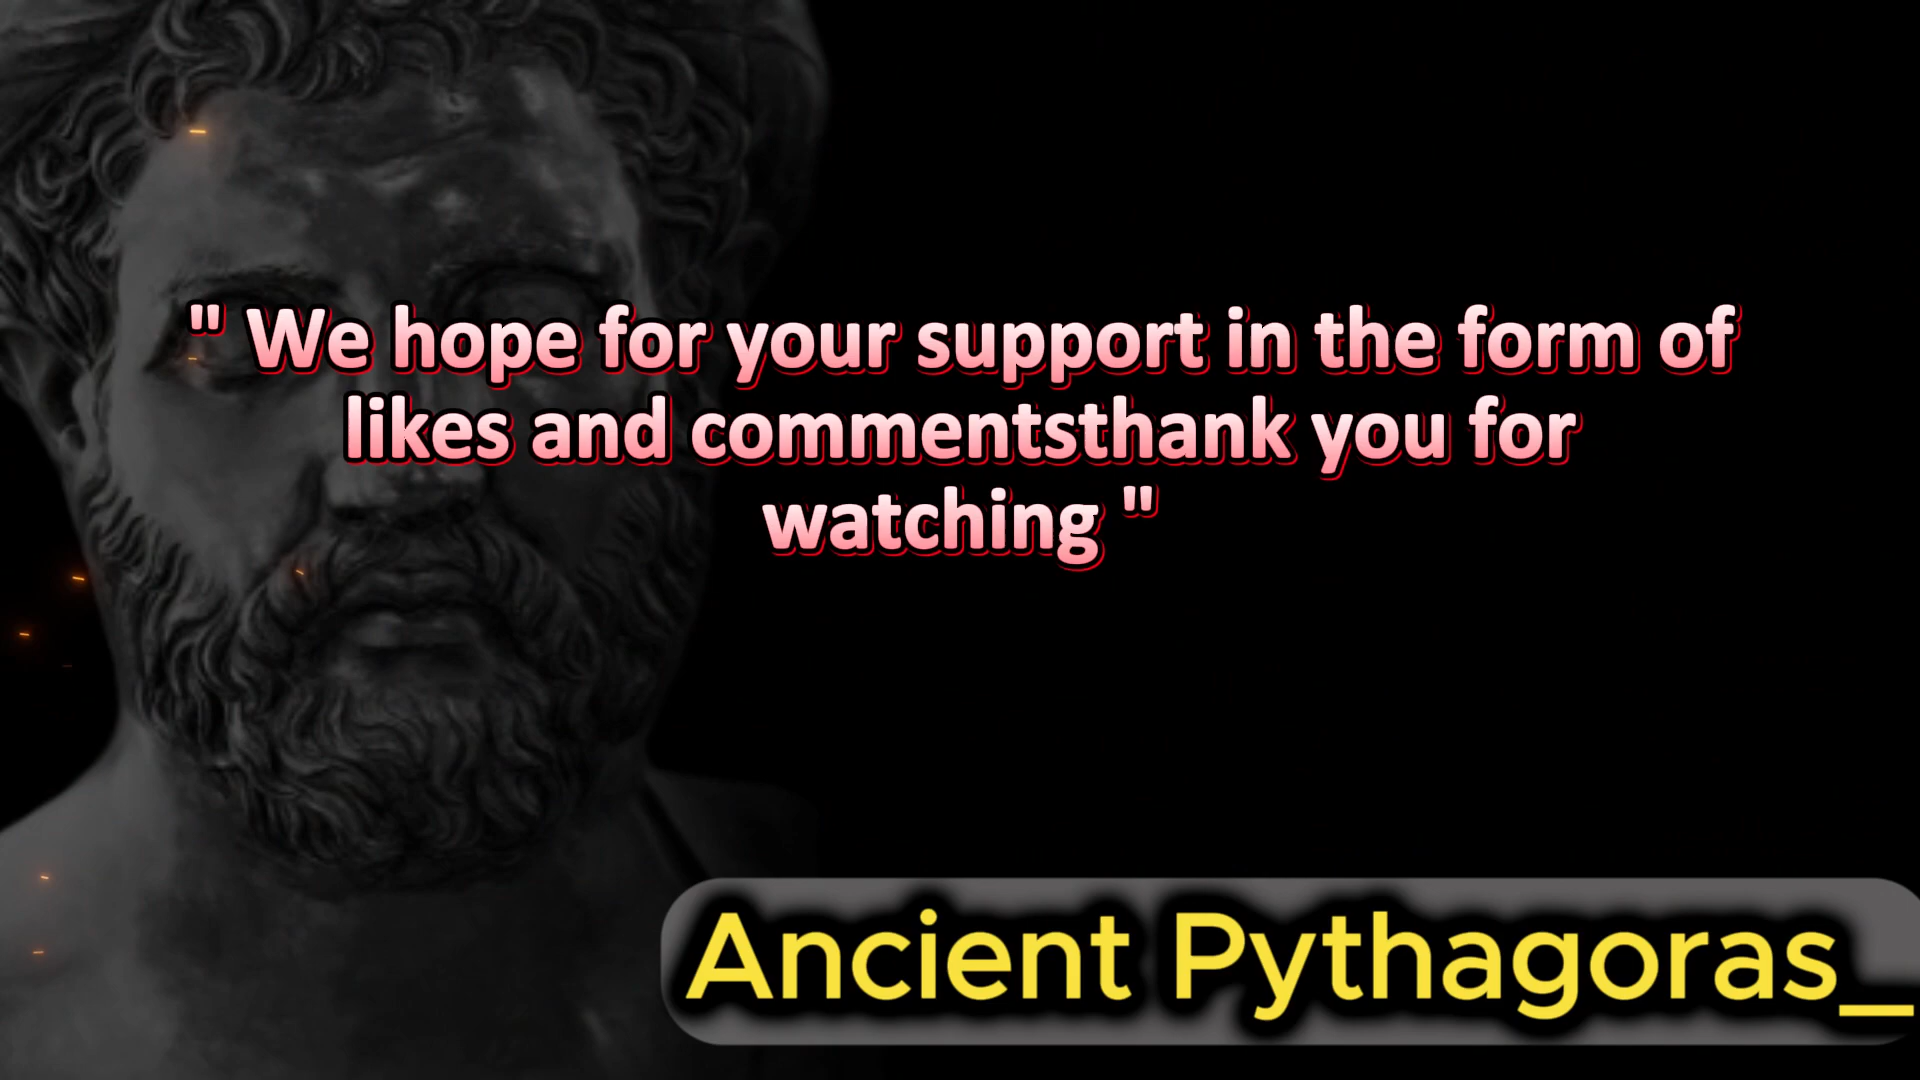 " We hope for your support in the form of
likes and commentsthank you for
watching "
Ancient Pythagoras_